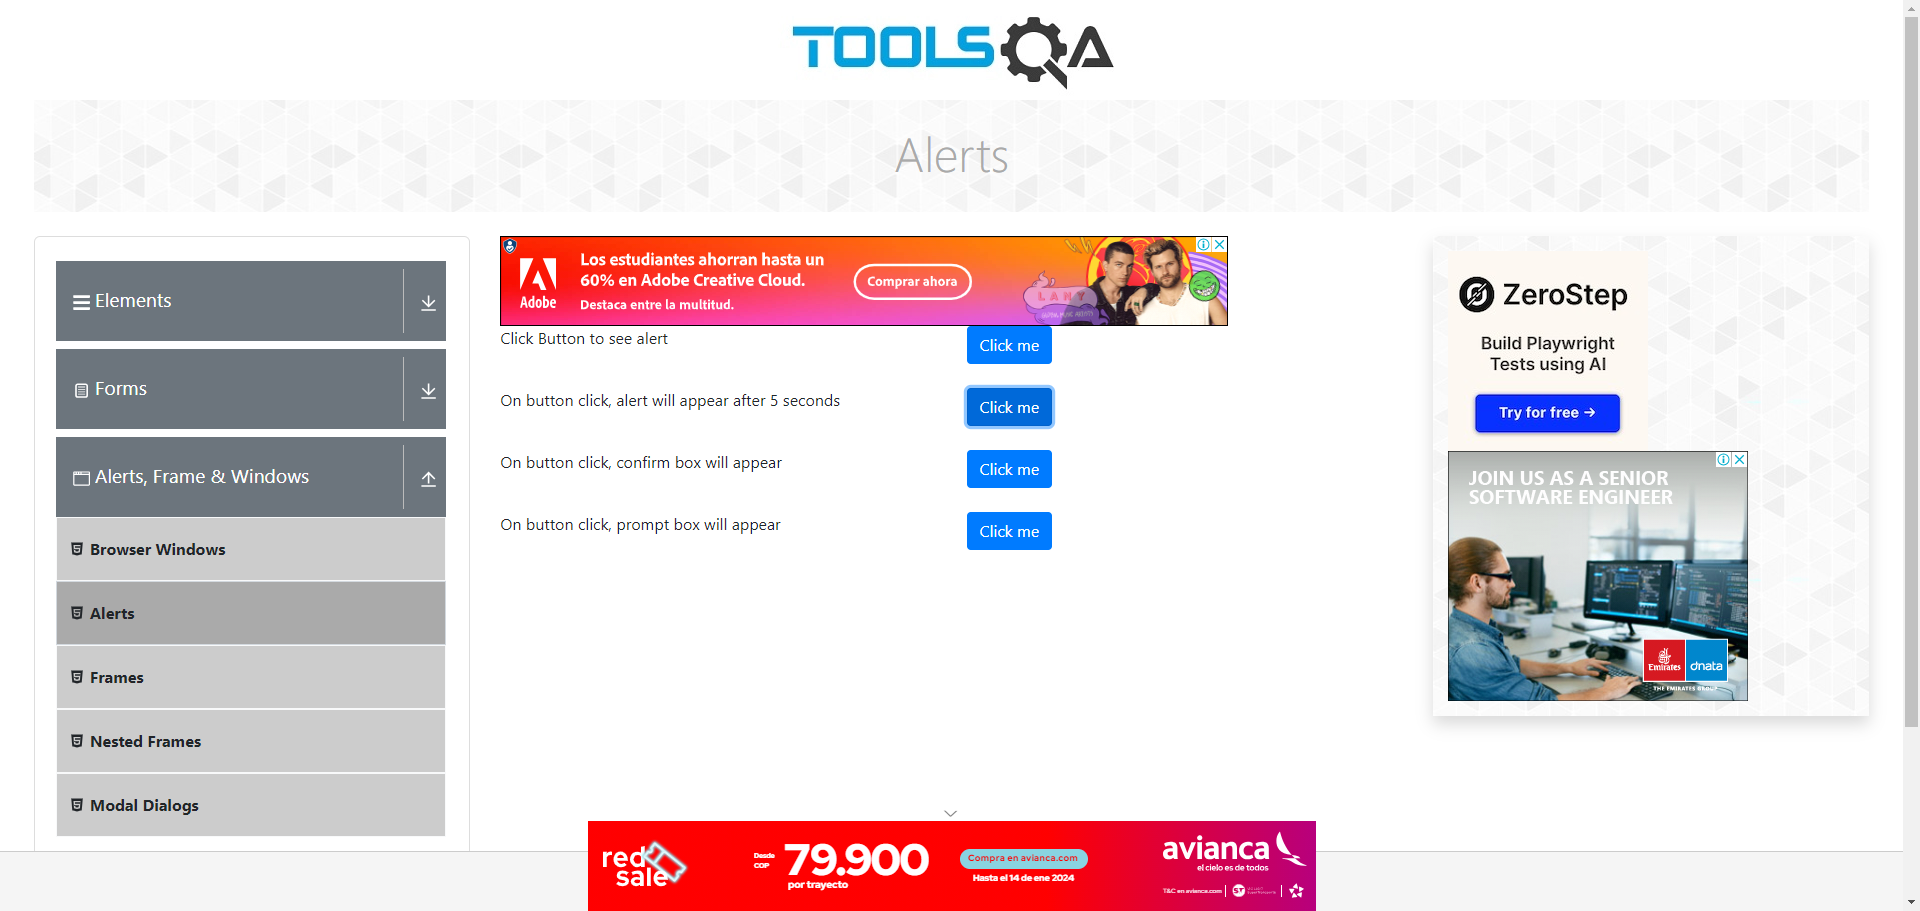 TOOLSQA
Alerts
Elements
Forms
Alerts, Frame & Windows
Browser Windows
Alerts
Frames
Nested Frames
Modal Dialogs
Adobe
Los estudiantes ahorran hasta un
60% en Adobe Creative Cloud.
Destaca entre la multitud.
Comprar ahora
LANY
Click Button to see alert
Click me
On button click, alert will appear after 5 seconds
Click me
On button click, confirm box will appear
Click me
On button click, prompt box will appear
Click me
ZeroStep
Build Playwright
Tests using AI
Try for free →
JOIN US AS A SENIOR
SOFTWARE ENGINEER
Emirates
dnata
THE EMIRATES GROUP
red
sale
Desde
COP
79.900
por trayecto
Compra en avianca.com
Hasta el 14 de ene 2024
avianca
el cielo es de todos
T&C en avianca.com